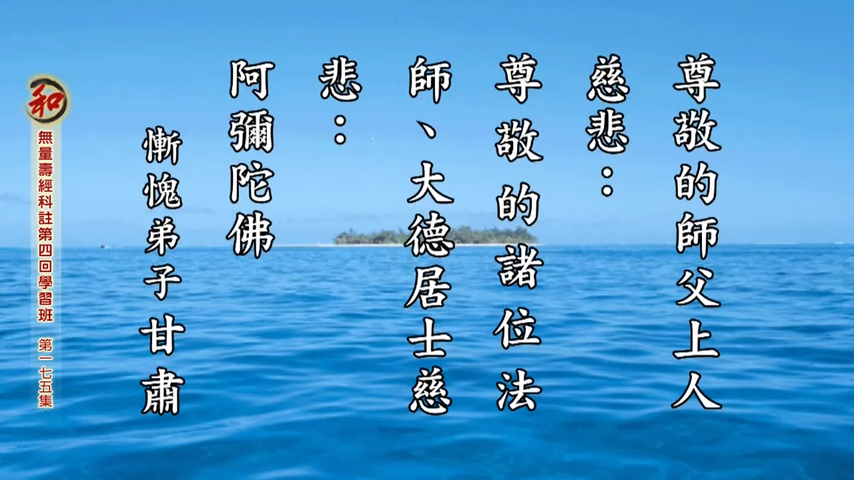 尊敬的師父上人
慈悲：
尊敬的諸位法
師、大德居士慈
悲：
阿彌陀佛
慚愧弟子甘肅
和
無量壽經科註第四回學習班 第一七五集